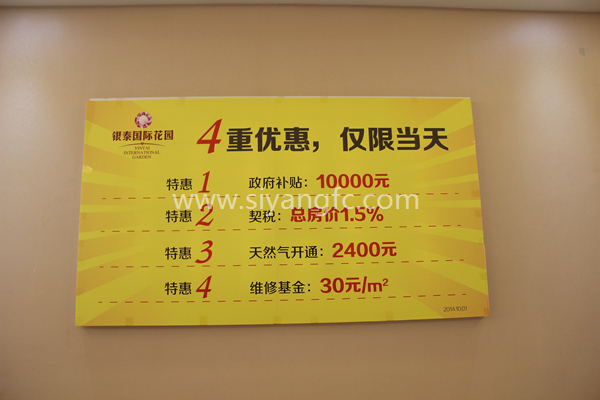 银泰国际花园
YINTAI
INTERNATIONAL
GARDEN
4重优惠，仅限当天
特惠1 政府补贴：10000元
www.siyangfc.com
特惠2 契税：总房价1.5%
特惠3 天然气开通：2400元
特惠4 维修基金：30元/m²
2014.10.01